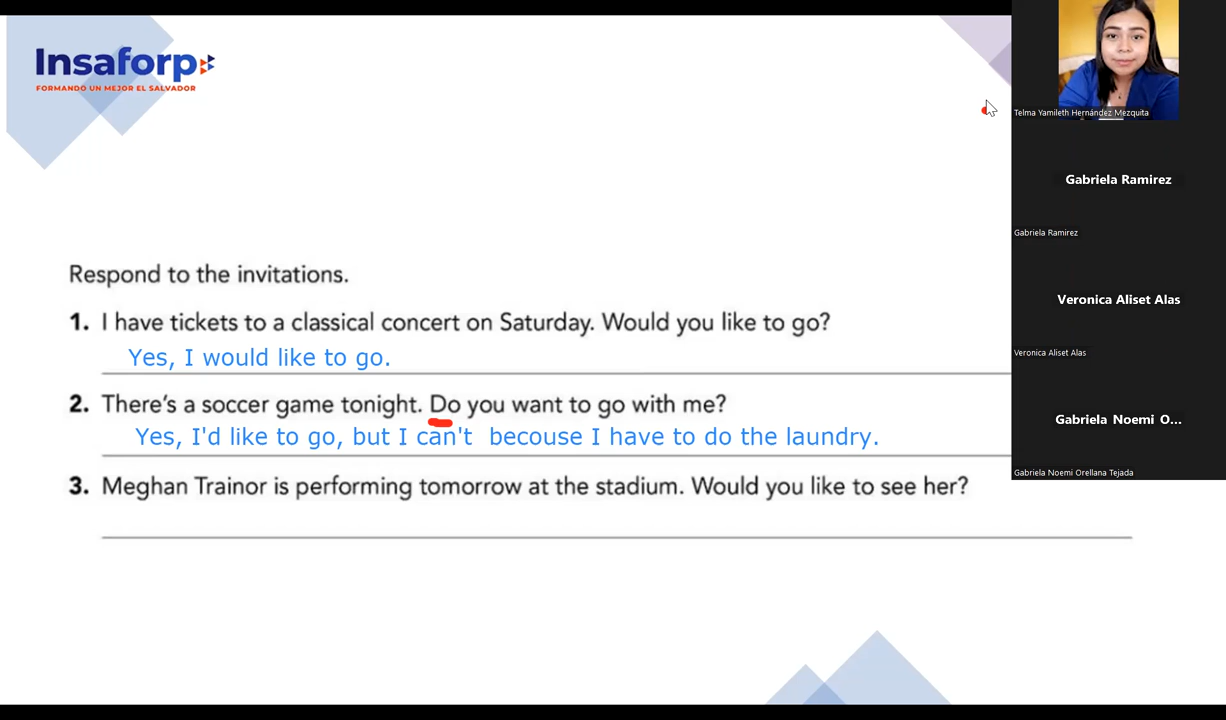 Insaforp
FORMANDO UN MEJOR EL SALVADOR
Respond to the invitations.
1. I have tickets to a classical concert on Saturday. Would you like to go?
Yes, I would like to go.
2. There's a soccer game tonight. Do you want to go with me?
Yes, I'd like to go, but I can't becouse I have to do the laundry.
3. Meghan Trainor is performing tomorrow at the stadium. Would you like to see her?
Telma Yamileth Hernández Mezquita
Gabriela Ramirez
Gabriela Ramirez
Veronica Aliset Alas
Veronica Aliset Alas
Gabriela Noemi O...
Gabriela Noemi Orellana Tejada